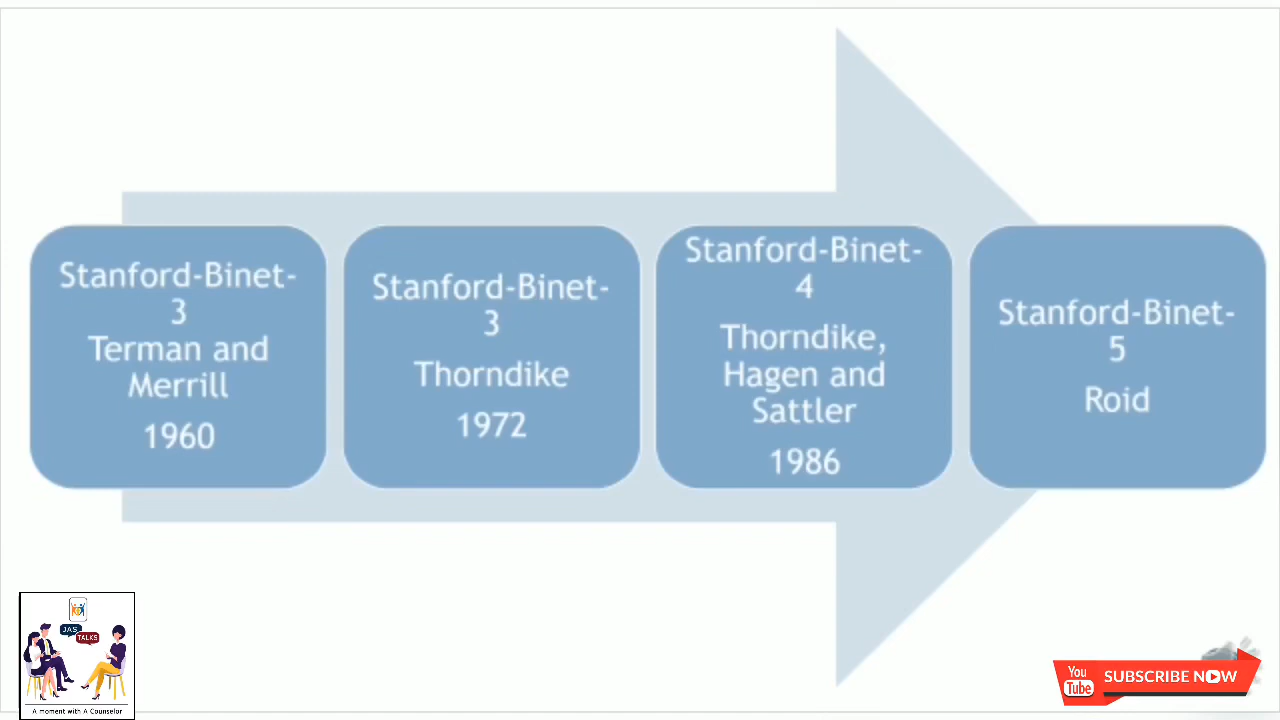 Stanford-Binet-
3
Terman and
Merrill
1960
Stanford-Binet-
3
Thorndike
1972
Stanford-Binet-
4
Thorndike,
Hagen and
Sattler
1986
Stanford-Binet-
5
Roid
JAS
TALKS
A moment with A Counselor
You
Tube
SUBSCRIBE NOW